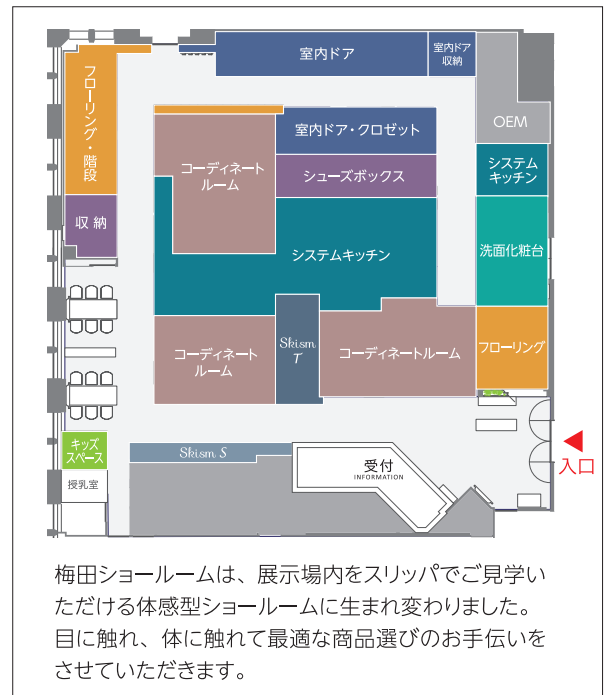 室内ドア
室内ドア
収納
フローリング・階段
OEM
コーディネート
ルーム
室内ドア・クロゼット
シューズボックス
システム
キッチン
収納
システムキッチン
洗面化粧台
コーディネート
ルーム
Skism
T
コーディネートルーム
フローリング
キッズ
スペース
Skism S
受付
INFORMATION
入口
授乳室
梅田ショールームは、展示場内をスリッパでご見学い
ただける体感型ショールームに生まれ変わりました。
目に触れ、体に触れて最適な商品選びのお手伝いを
させていただきます。